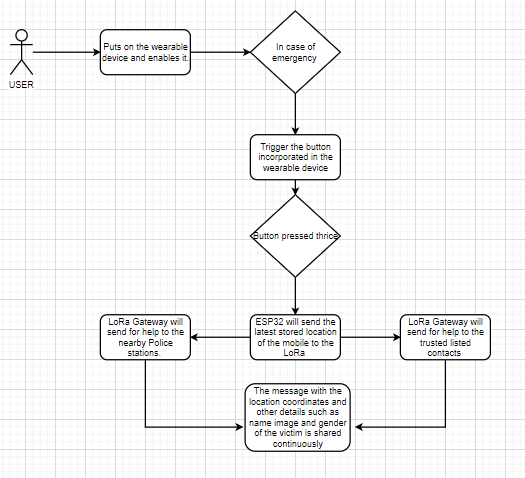 Puts on the wearable
device and enables it.
In case of
emergency
USER
Trigger the button
incorporated in the
wearable device
Button pressed thrice
LoRa Gateway will
send for help to the
nearby Police
stations.
ESP32 will send the
latest stored location
of the mobile to the
LoRa
LoRa Gateway will
send for help to the
trusted listed
contacts
The message with the
location coordinates and
other details such as
name image and gender
of the victim is shared
continuously